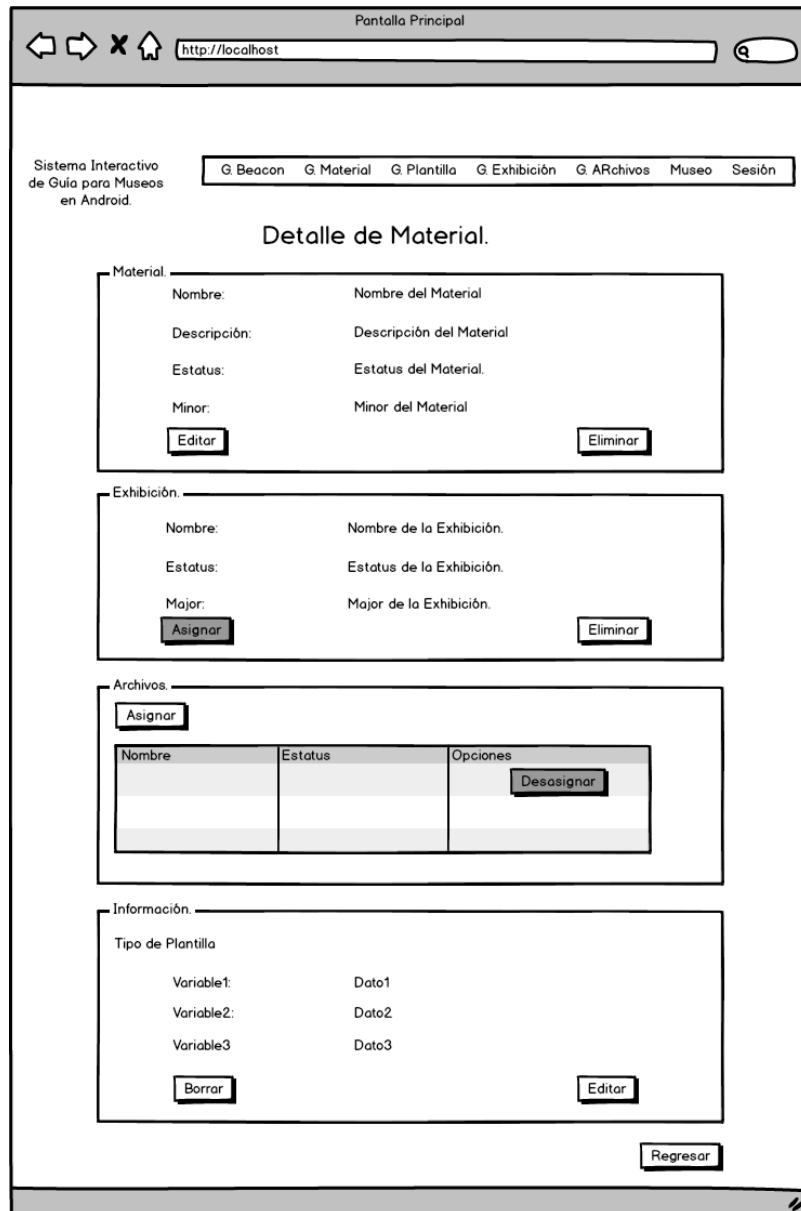 Pantalla Principal
http://localhost
Sistema Interactivo
de Guía para Museos
en Android.
G. Beacon G. Material G. Plantilla G. Exhibición G. ARchivos Museo Sesión
Detalle de Material.
Material.
Nombre: Nombre del Material
Descripción: Descripción del Material
Estatus: Estatus del Material.
Minor: Minor del Material
Editar Eliminar
Exhibición.
Nombre: Nombre de la Exhibición.
Estatus: Estatus de la Exhibición.
Major: Major de la Exhibición.
Asignar Eliminar
Archivos.
Asignar
Nombre Estatus Opciones
Desasignar
Información.
Tipo de Plantilla
Variable1: Dato1
Variable2: Dato2
Variable3 Dato3
Borrar Editar
Regresar